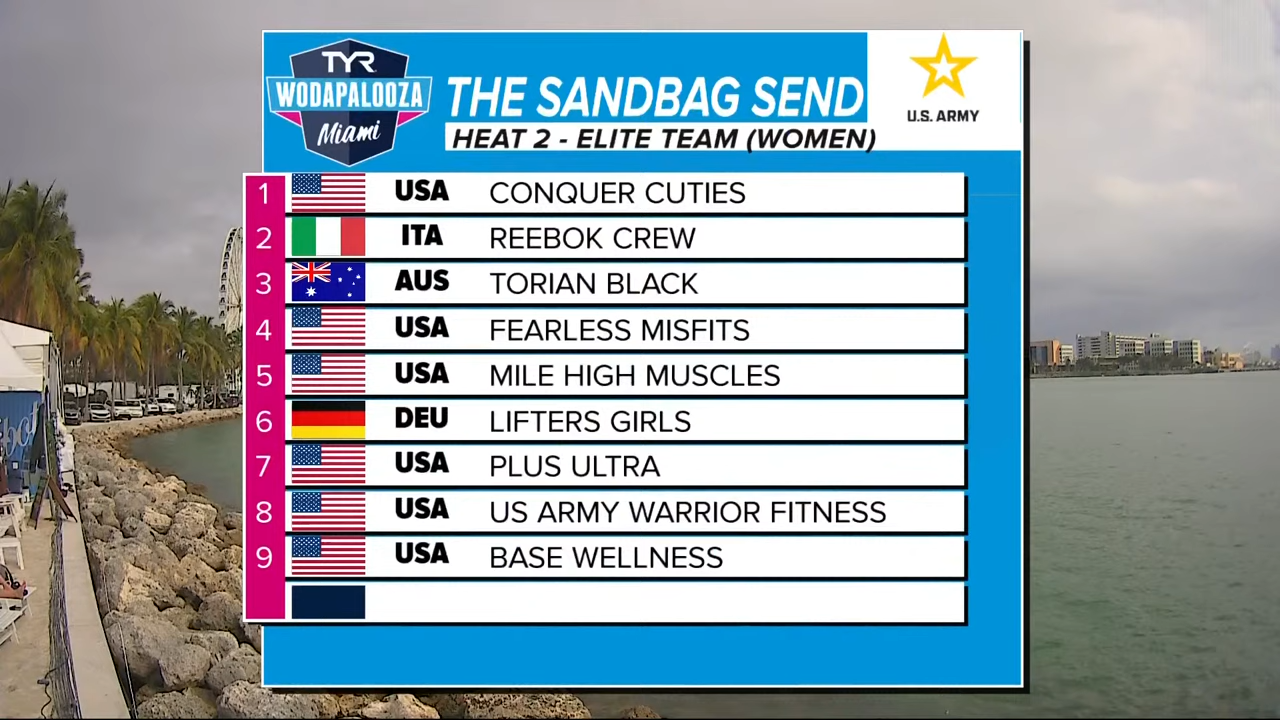 TYR
WODAPALOOZA
Miami
THE SANDBAG SEND
HEAT 2 - ELITE TEAM (WOMEN)
U.S. ARMY
1 USA CONQUER CUTIES
2 ITA REEBOK CREW
3 AUS TORIAN BLACK
4 USA FEARLESS MISFITS
5 USA MILE HIGH MUSCLES
6 DEU LIFTERS GIRLS
7 USA PLUS ULTRA
8 USA US ARMY WARRIOR FITNESS
9 USA BASE WELLNESS